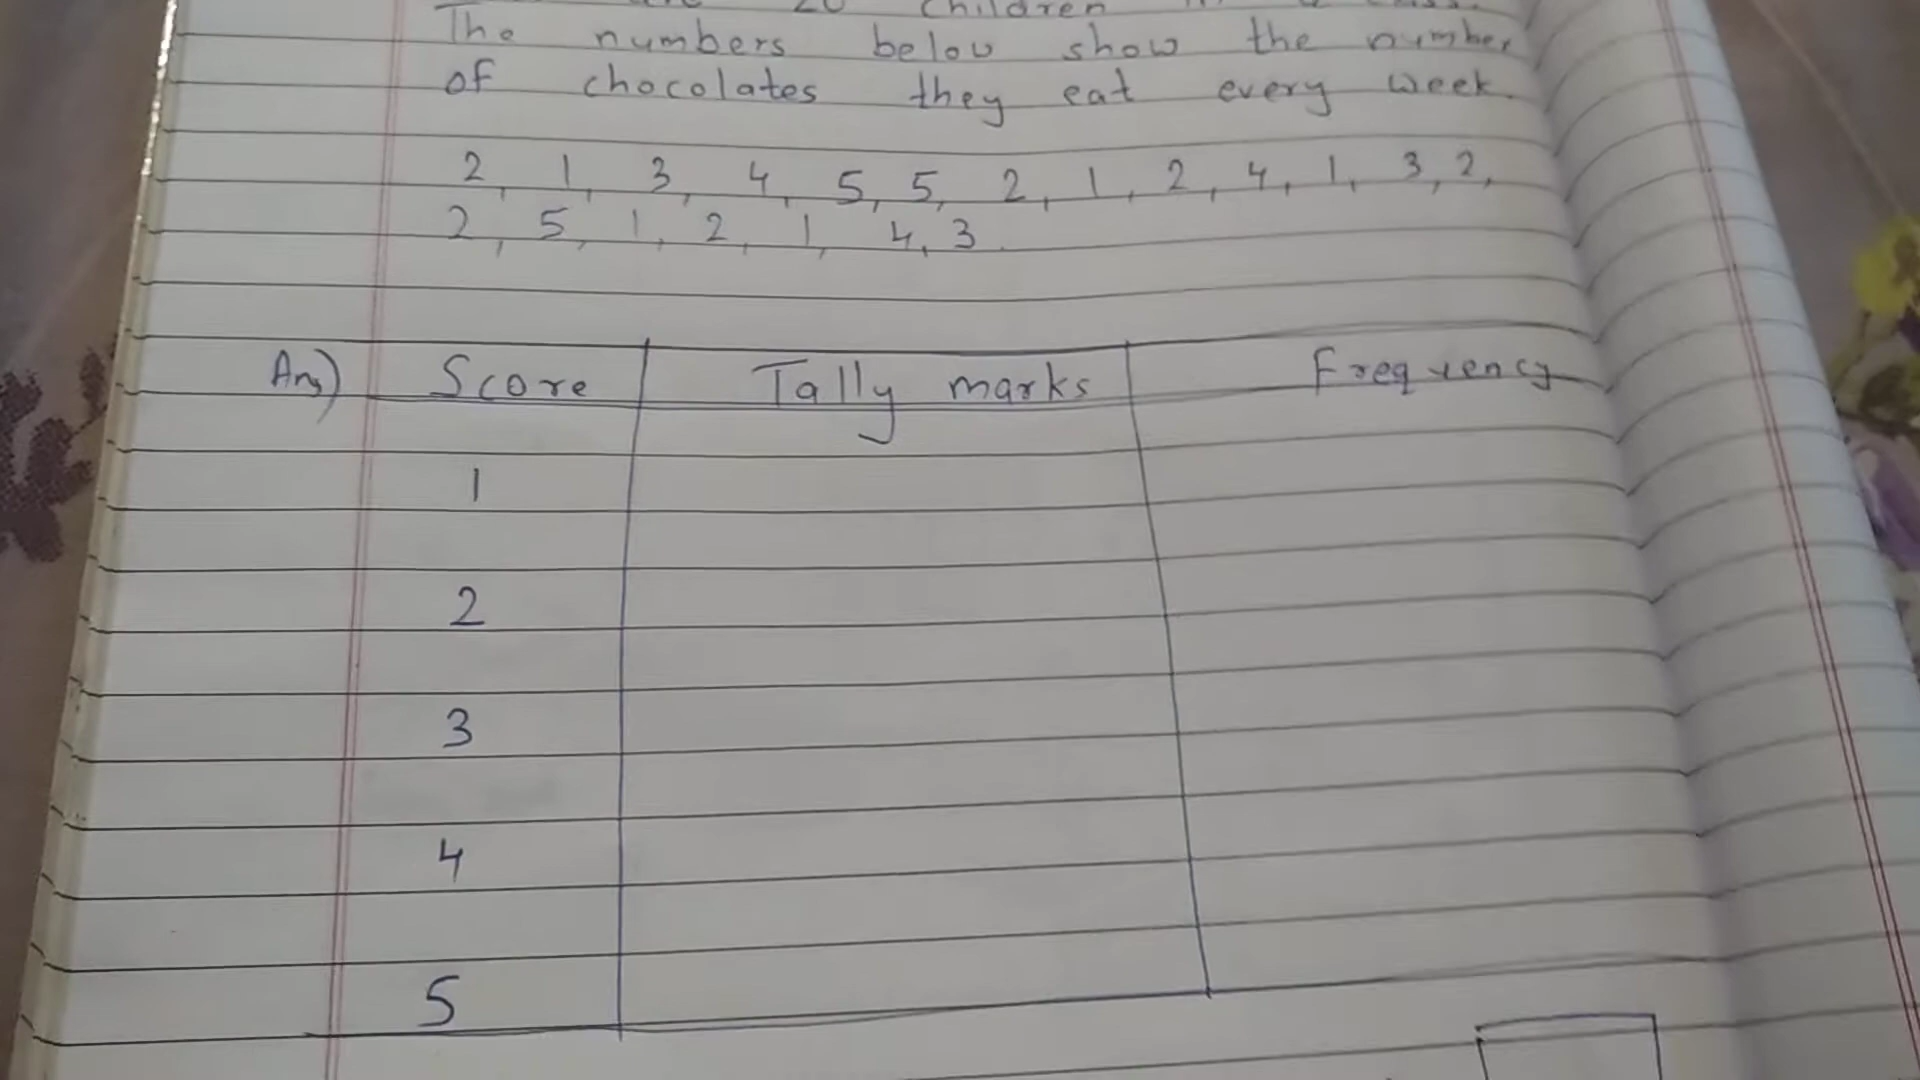 20 children
The numbers below show the number
of chocolates they eat every week.
2, 1, 3, 4, 5, 5, 2, 1, 2, 4, 1, 3, 2,
2, 5, 1, 2, 1, 4, 3.
Ans) Score Tally marks Frequency
1
2
3
4
5